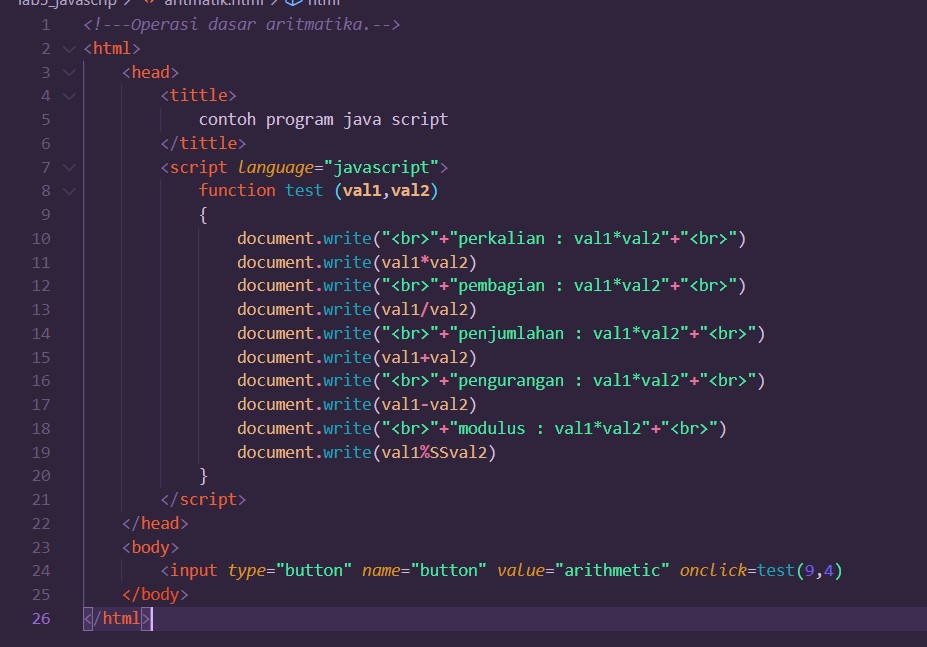 lab5_javascrip > <> aritmatik.html > html
1 <!---Operasi dasar aritmatika.-->
2 <html>
3 <head>
4 <tittle>
5 contoh program java script
6 </tittle>
7 <script language="javascript">
8 function test (val1,val2)
9 {
10 document.write("<br>"+"perkalian : val1*val2"+"<br>")
11 document.write(val1*val2)
12 document.write("<br>"+"pembagian : val1*val2"+"<br>")
13 document.write(val1/val2)
14 document.write("<br>"+"penjumlahan : val1*val2"+"<br>")
15 document.write(val1+val2)
16 document.write("<br>"+"pengurangan : val1*val2"+"<br>")
17 document.write(val1-val2)
18 document.write("<br>"+"modulus : val1*val2"+"<br>")
19 document.write(val1%SSval2)
20 }
21 </script>
22 </head>
23 <body>
24 <input type="button" name="button" value="arithmetic" onclick=test(9,4)
25 </body>
26 </html>